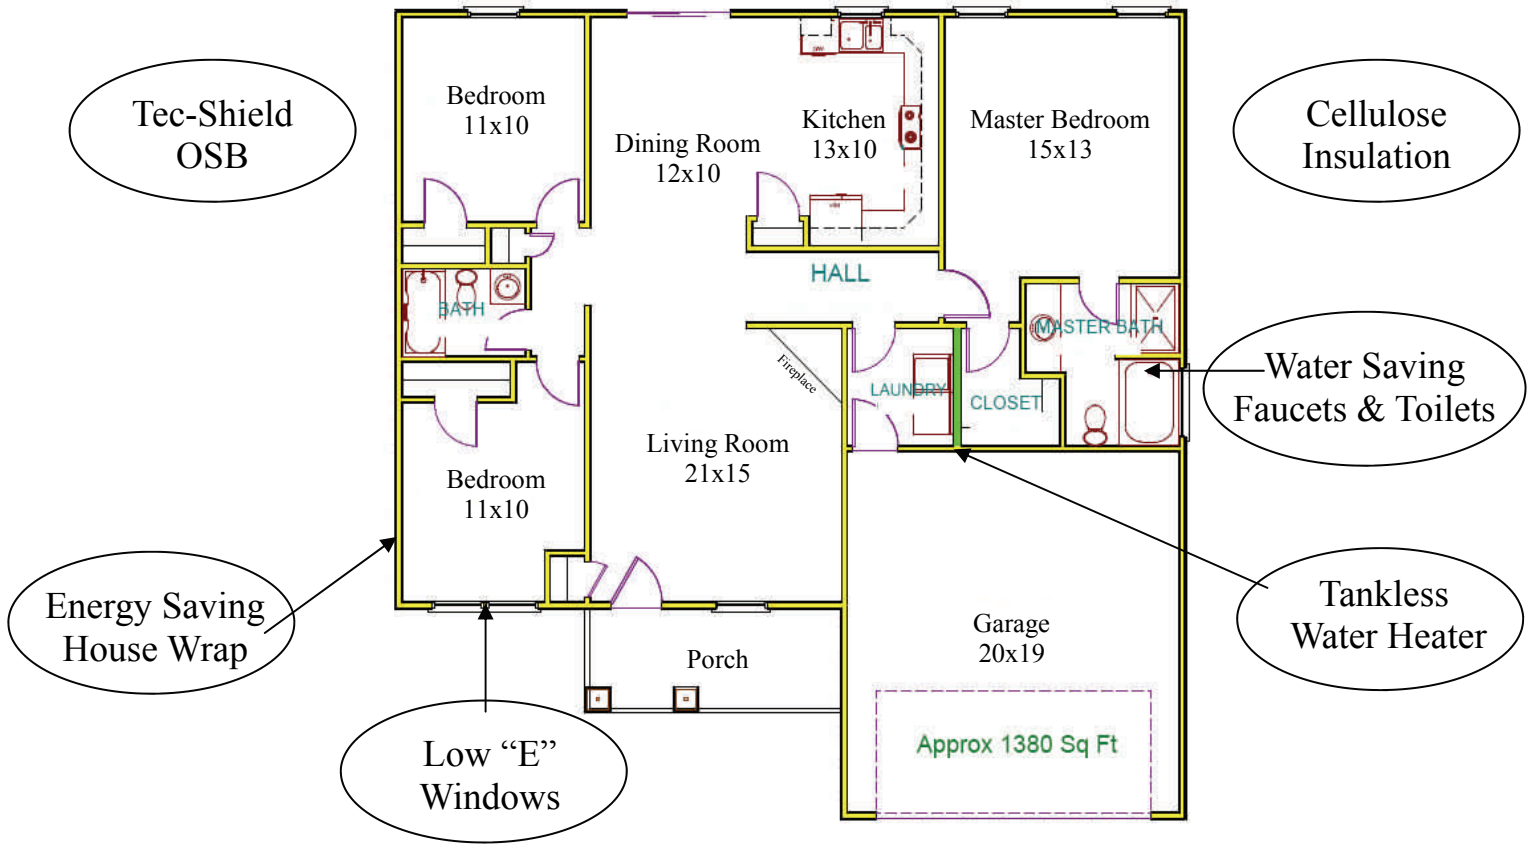 Tec-Shield
OSB
Bedroom
11x10
Dining Room
12x10
Kitchen
13x10
Master Bedroom
15x13
Cellulose
Insulation
HALL
BATH
MASTER BATH
Fireplace
LAUNDRY
CLOSET
Water Saving
Faucets & Toilets
Living Room
21x15
Bedroom
11x10
Energy Saving
House Wrap
Tankless
Water Heater
Garage
20x19
Porch
Low “E”
Windows
Approx 1380 Sq Ft